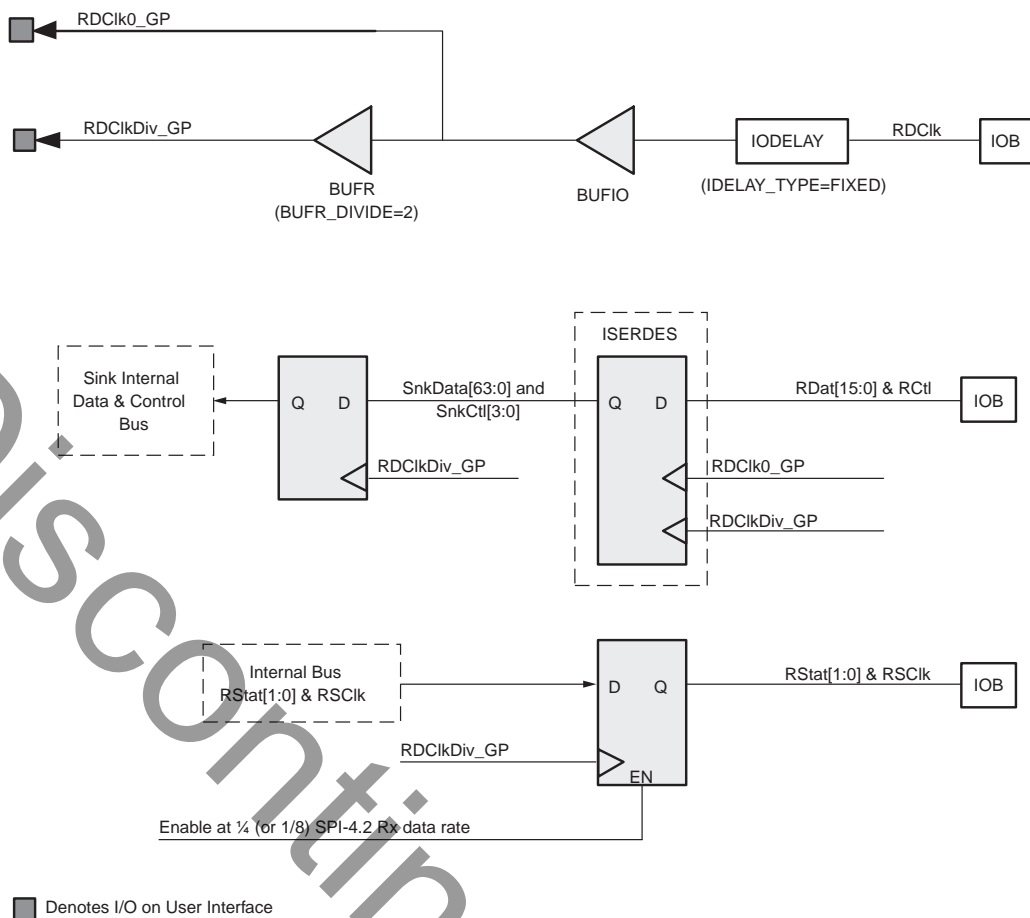 RDClk0_GP
RDClkDiv_GP
BUFR
(BUFR_DIVIDE=2)
BUFIO
IODELAY
(IDELAY_TYPE=FIXED)
RDClk
IOB
ISERDES
Sink Internal
Data & Control
Bus
Q D
SnkData[63:0] and
SnkCtl[3:0]
RDClkDiv_GP
Q D
RDat[15:0] & RCtl
IOB
RDClk0_GP
RDClkDiv_GP
Internal Bus
RStat[1:0] & RSClk
RDClkDiv_GP
D Q
EN
RStat[1:0] & RSClk
IOB
Enable at ¼ (or 1/8) SPI-4.2 Rx data rate
Denotes I/O on User Interface
Discontin